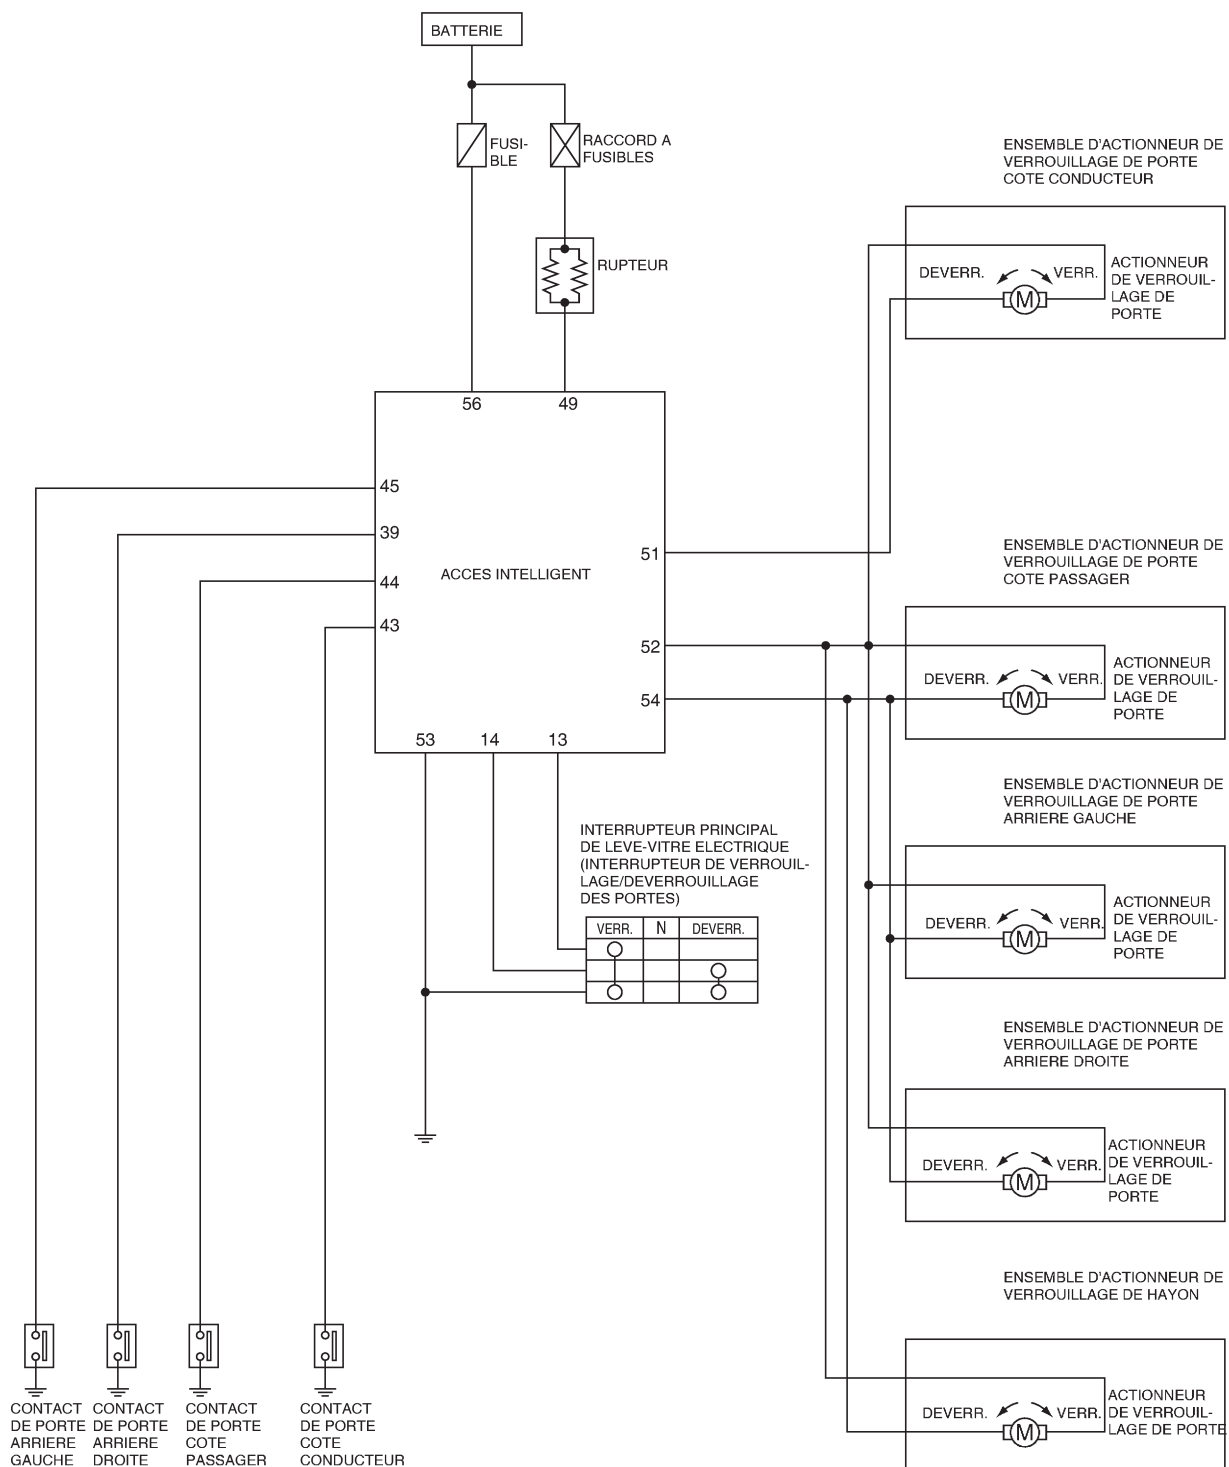 BATTERIE
FUSI-
BLE
RACCORD A
FUSIBLES
RUPTEUR
ENSEMBLE D'ACTIONNEUR DE
VERROUILLAGE DE PORTE
COTE CONDUCTEUR
DEVERR.
VERR.
ACTIONNEUR
DE VERROUIL-
LAGE DE
PORTE
M
56
49
45
39
44
43
ACCES INTELLIGENT
51
52
54
53
14
13
ENSEMBLE D'ACTIONNEUR DE
VERROUILLAGE DE PORTE
COTE PASSAGER
DEVERR.
VERR.
ACTIONNEUR
DE VERROUIL-
LAGE DE
PORTE
M
ENSEMBLE D'ACTIONNEUR DE
VERROUILLAGE DE PORTE
ARRIERE GAUCHE
DEVERR.
VERR.
ACTIONNEUR
DE VERROUIL-
LAGE DE
PORTE
M
INTERRUPTEUR PRINCIPAL
DE LEVE-VITRE ELECTRIQUE
(INTERRUPTEUR DE VERROUIL-
LAGE/DEVERROUILLAGE
DES PORTES)
VERR. N DEVERR.
ENSEMBLE D'ACTIONNEUR DE
VERROUILLAGE DE PORTE
ARRIERE DROITE
DEVERR.
VERR.
ACTIONNEUR
DE VERROUIL-
LAGE DE
PORTE
M
ENSEMBLE D'ACTIONNEUR DE
VERROUILLAGE DE HAYON
DEVERR.
VERR.
ACTIONNEUR
DE VERROUIL-
LAGE DE PORTE
M
CONTACT
DE PORTE
ARRIERE
GAUCHE
CONTACT
DE PORTE
ARRIERE
DROITE
CONTACT
DE PORTE
COTE
PASSAGER
CONTACT
DE PORTE
COTE
CONDUCTEUR